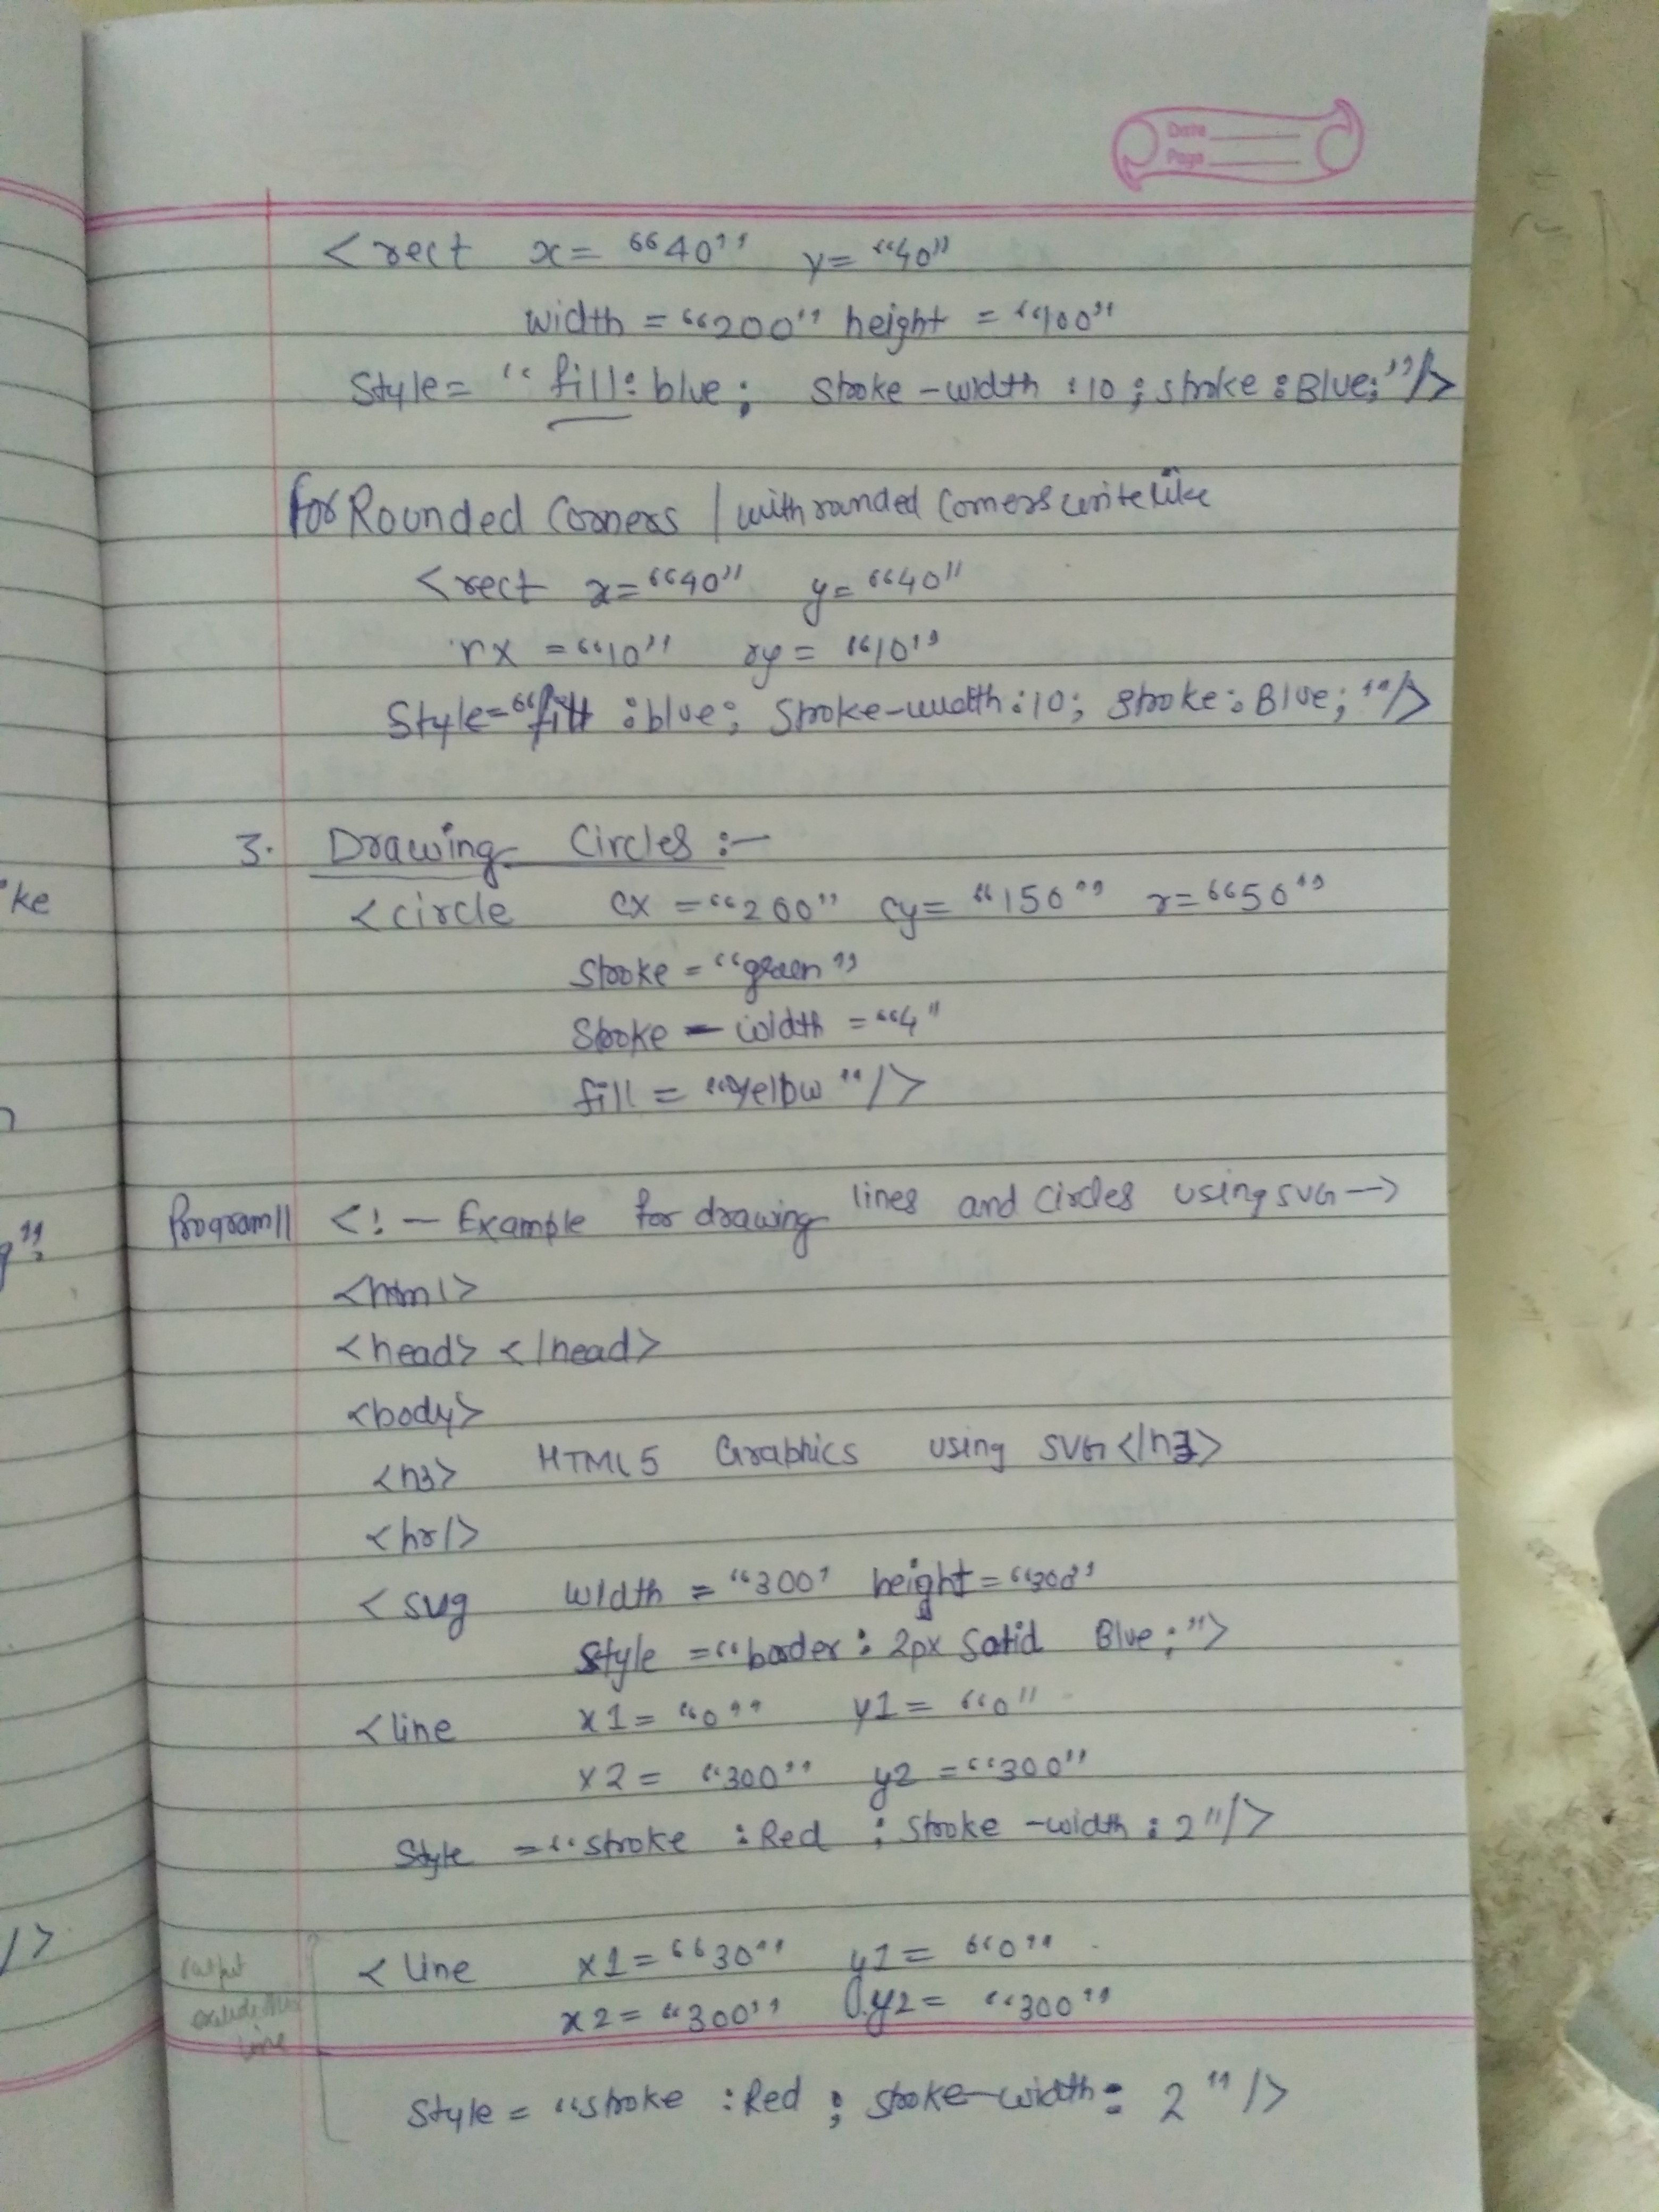 Date
Page
<rect x= "40" y= "40"
width = "200" height = "100"
Style= "fill: blue; Stroke-width :10; stroke: Blue;"/>
for Rounded Corners / with rounded corners write like
<rect x="40" y= "40"
rx = "10" ry = "10"
Style="fill :blue; Stroke-width:10; stroke: Blue;"/>
3. Drawing Circles :-
<circle cx ="200" cy= "150" r= "50"
Stroke = "green"
Stroke - width = "4"
fill = "yellow"/>
Program|| <!— Example for drawing lines and circles using SVG —>
<html>
<head> </head>
<body>
<h3> HTML5 Graphics using SVG </h3>
<hr/>
<svg width = "300' height = "300"
Style ="border: 2px Solid Blue;">
<line x1= "0" y1= "0"
x2= "300" y2 ="300"
Style ="stroke :Red ; stroke -width: 2"/>
<line x1= "30" y1= "0"
x2= "300" y2= "300"
output
line
Style = "stroke :Red ; stroke-width: 2"/>
ke
/>